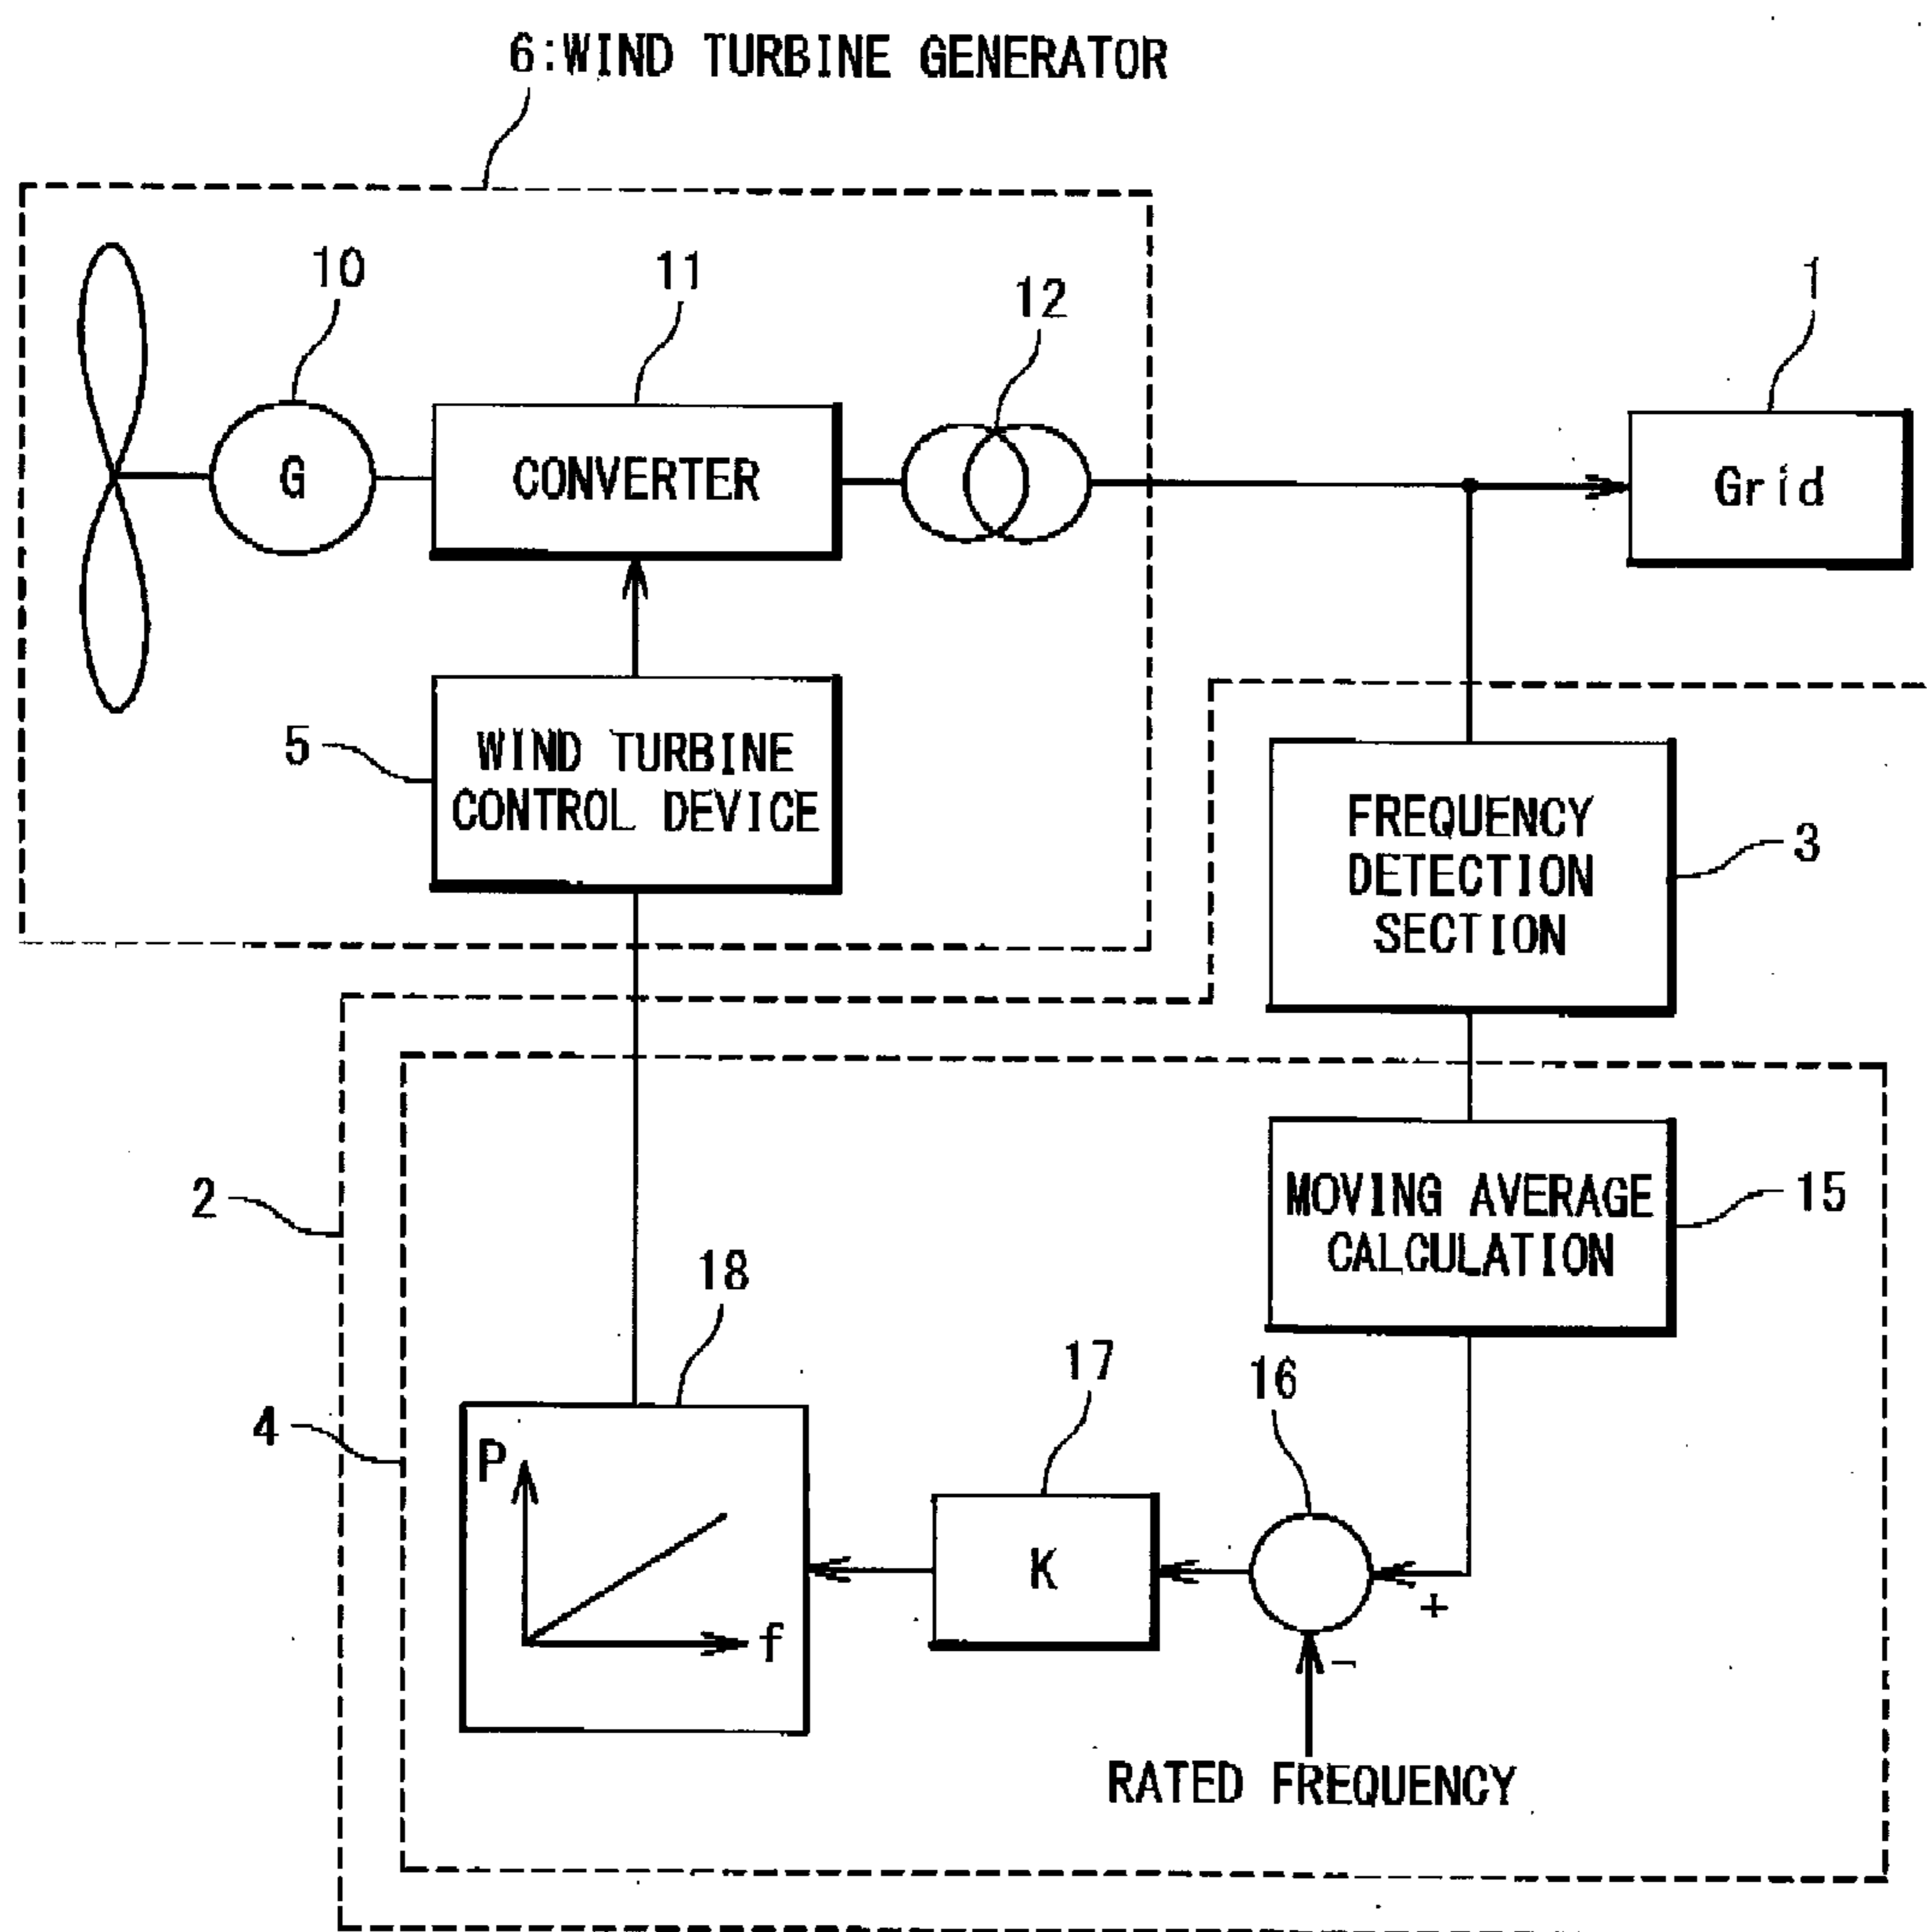 6:WIND TURBINE GENERATOR
10
11
12
1
G
CONVERTER
Grid
5
WIND TURBINE
CONTROL DEVICE
FREQUENCY
DETECTION
SECTION
3
2
MOVING AVERAGE
CALCULATION
15
18
17
16
4
P
f
K
+
-
RATED FREQUENCY